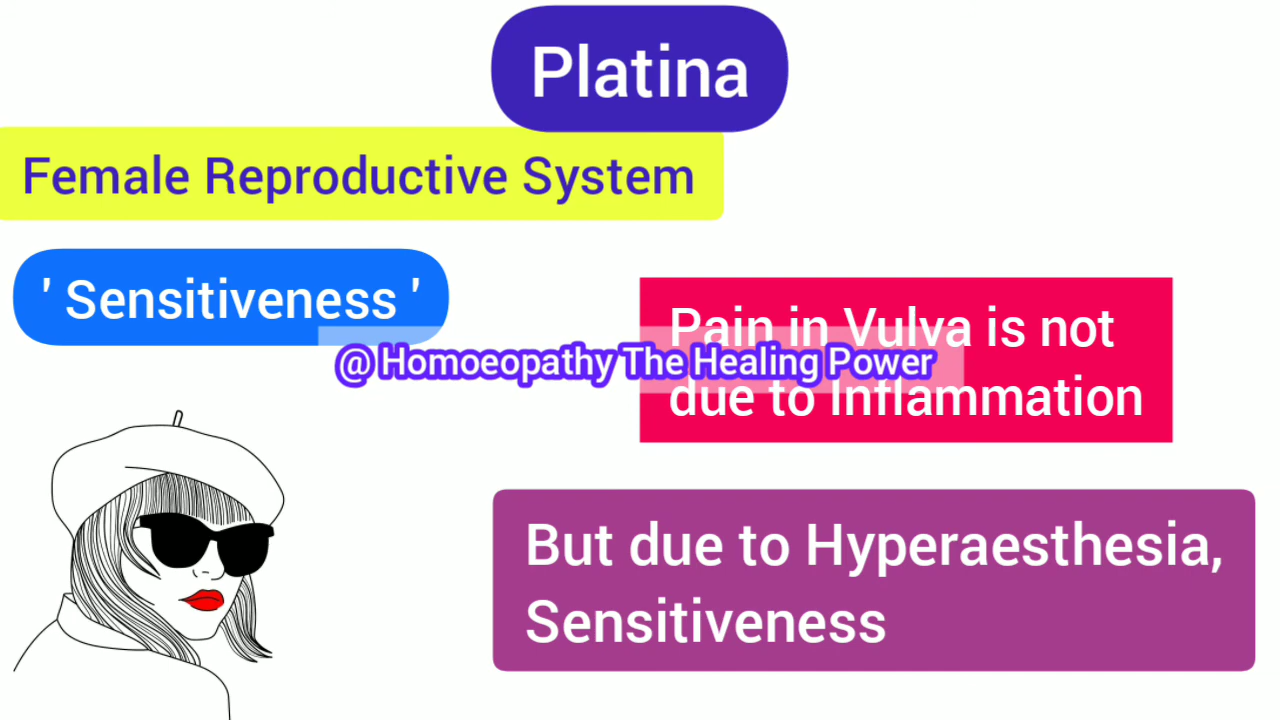 Platina
Female Reproductive System
' Sensitiveness '
Pain in Vulva is not
@ Homoeopathy The Healing Power
due to Inflammation
But due to Hyperaesthesia,
Sensitiveness